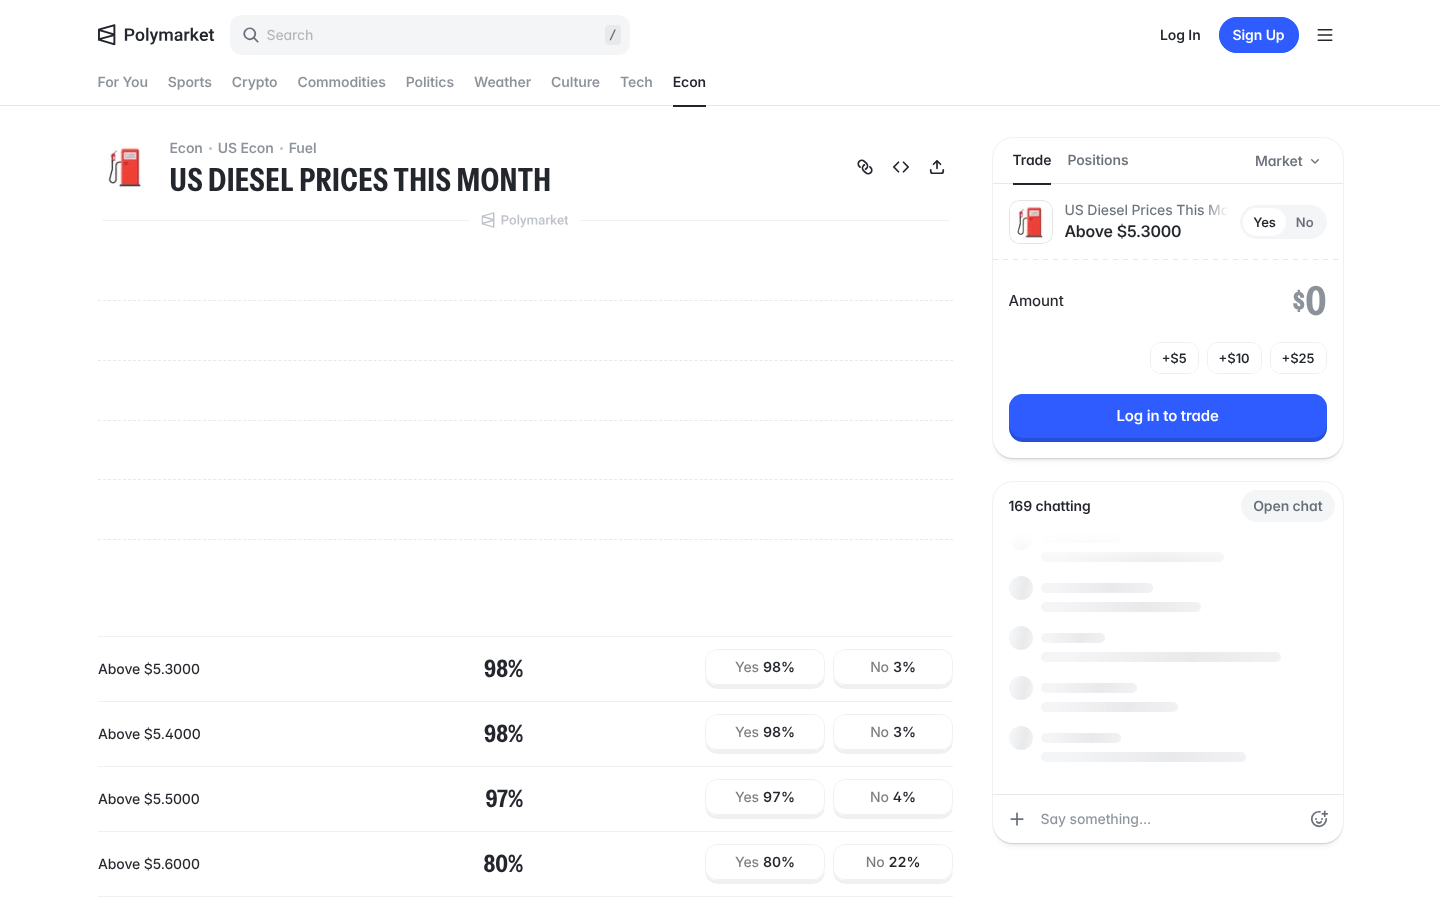 Polymarket
Search
/
Log In
Sign Up
For You
Sports
Crypto
Commodities
Politics
Weather
Culture
Tech
Econ
Econ · US Econ · Fuel
US DIESEL PRICES THIS MONTH
Polymarket
Above $5.3000
98%
Yes 98%
No 3%
Above $5.4000
98%
Yes 98%
No 3%
Above $5.5000
97%
Yes 97%
No 4%
Above $5.6000
80%
Yes 80%
No 22%
Trade
Positions
Market
US Diesel Prices This Mo
Above $5.3000
Yes
No
Amount
$0
+$5
+$10
+$25
Log in to trade
169 chatting
Open chat
Say something...